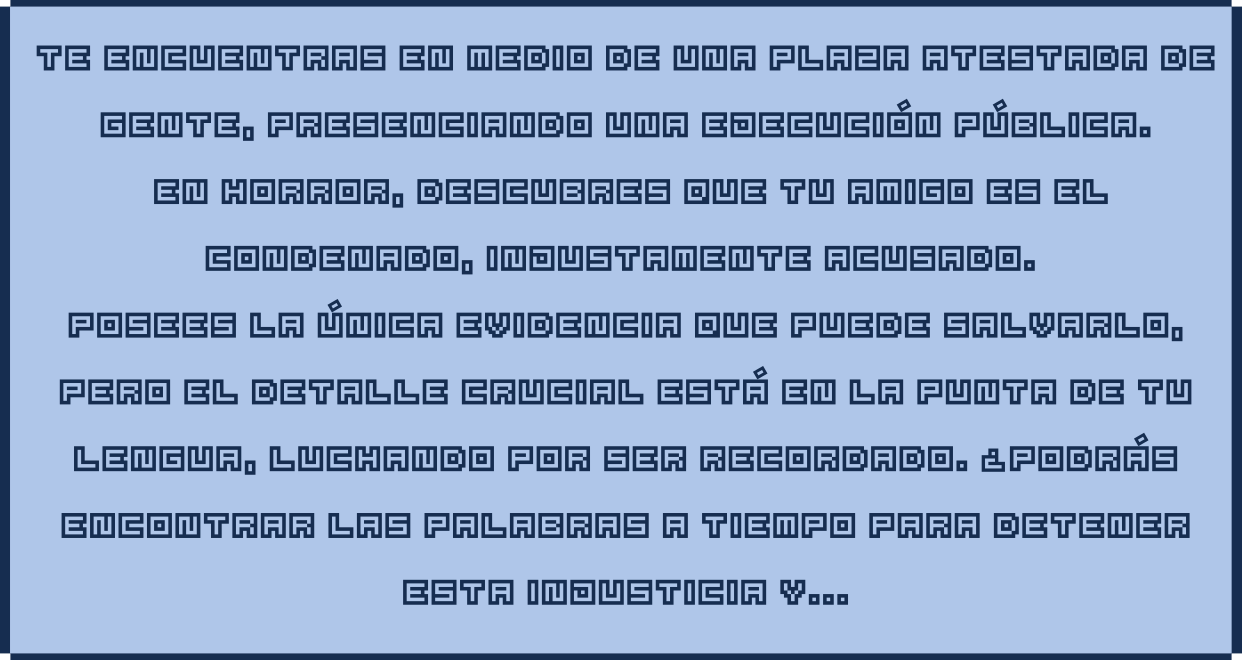 TE ENCUENTRAS EN MEDIO DE UNA PLAZA ATESTADA DE
GENTE, PRESENCIANDO UNA EJECUCIÓN PÚBLICA.
EN HORROR, DESCUBRES QUE TU AMIGO ES EL
CONDENADO, INJUSTAMENTE ACUSADO.
POSEES LA ÚNICA EVIDENCIA QUE PUEDE SALVARLO,
PERO EL DETALLE CRUCIAL ESTÁ EN LA PUNTA DE TU
LENGUA, LUCHANDO POR SER RECORDADO. ¿PODRÁS
ENCONTRAR LAS PALABRAS A TIEMPO PARA DETENER
ESTA INJUSTICIA Y...